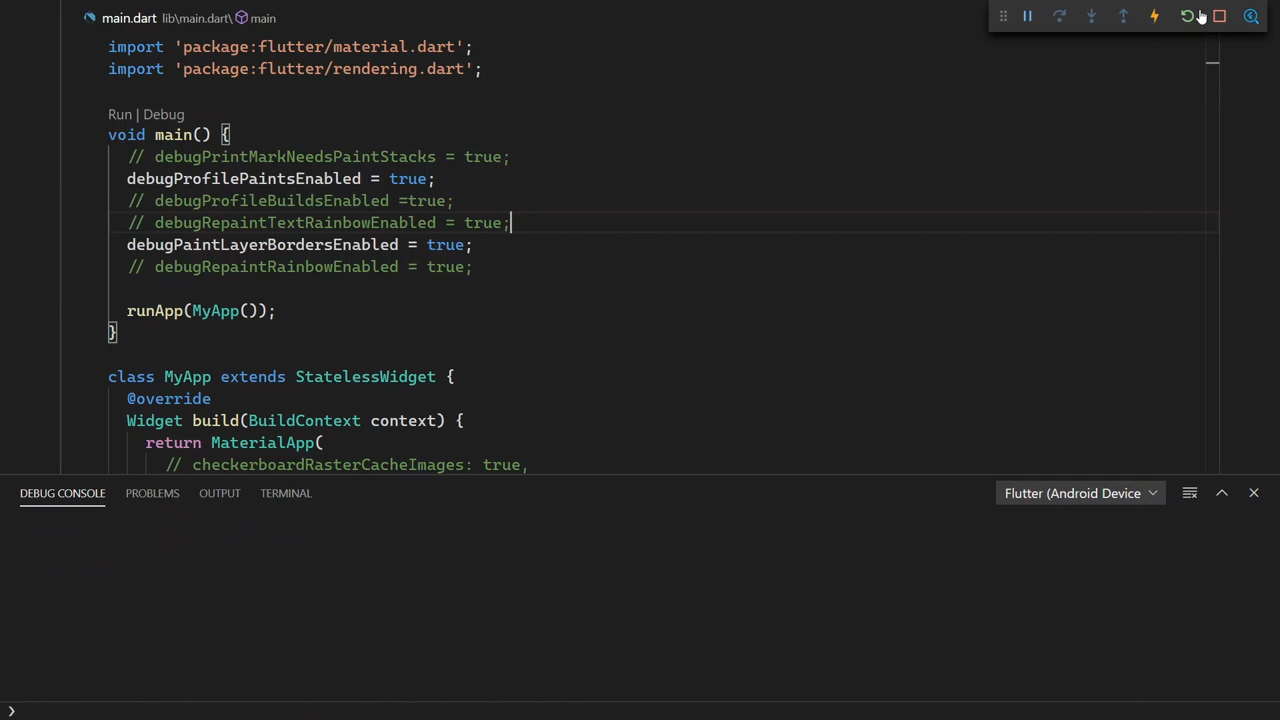 main.dart lib\main.dart\ main
import 'package:flutter/material.dart';
import 'package:flutter/rendering.dart';
Run | Debug
void main() {
// debugPrintMarkNeedsPaintStacks = true;
debugProfilePaintsEnabled = true;
// debugProfileBuildsEnabled =true;
// debugRepaintTextRainbowEnabled = true;
debugPaintLayerBordersEnabled = true;
// debugRepaintRainbowEnabled = true;
runApp(MyApp());
}
class MyApp extends StatelessWidget {
@override
Widget build(BuildContext context) {
return MaterialApp(
// checkerboardRasterCacheImages: true,
DEBUG CONSOLE PROBLEMS OUTPUT TERMINAL Flutter (Android Device